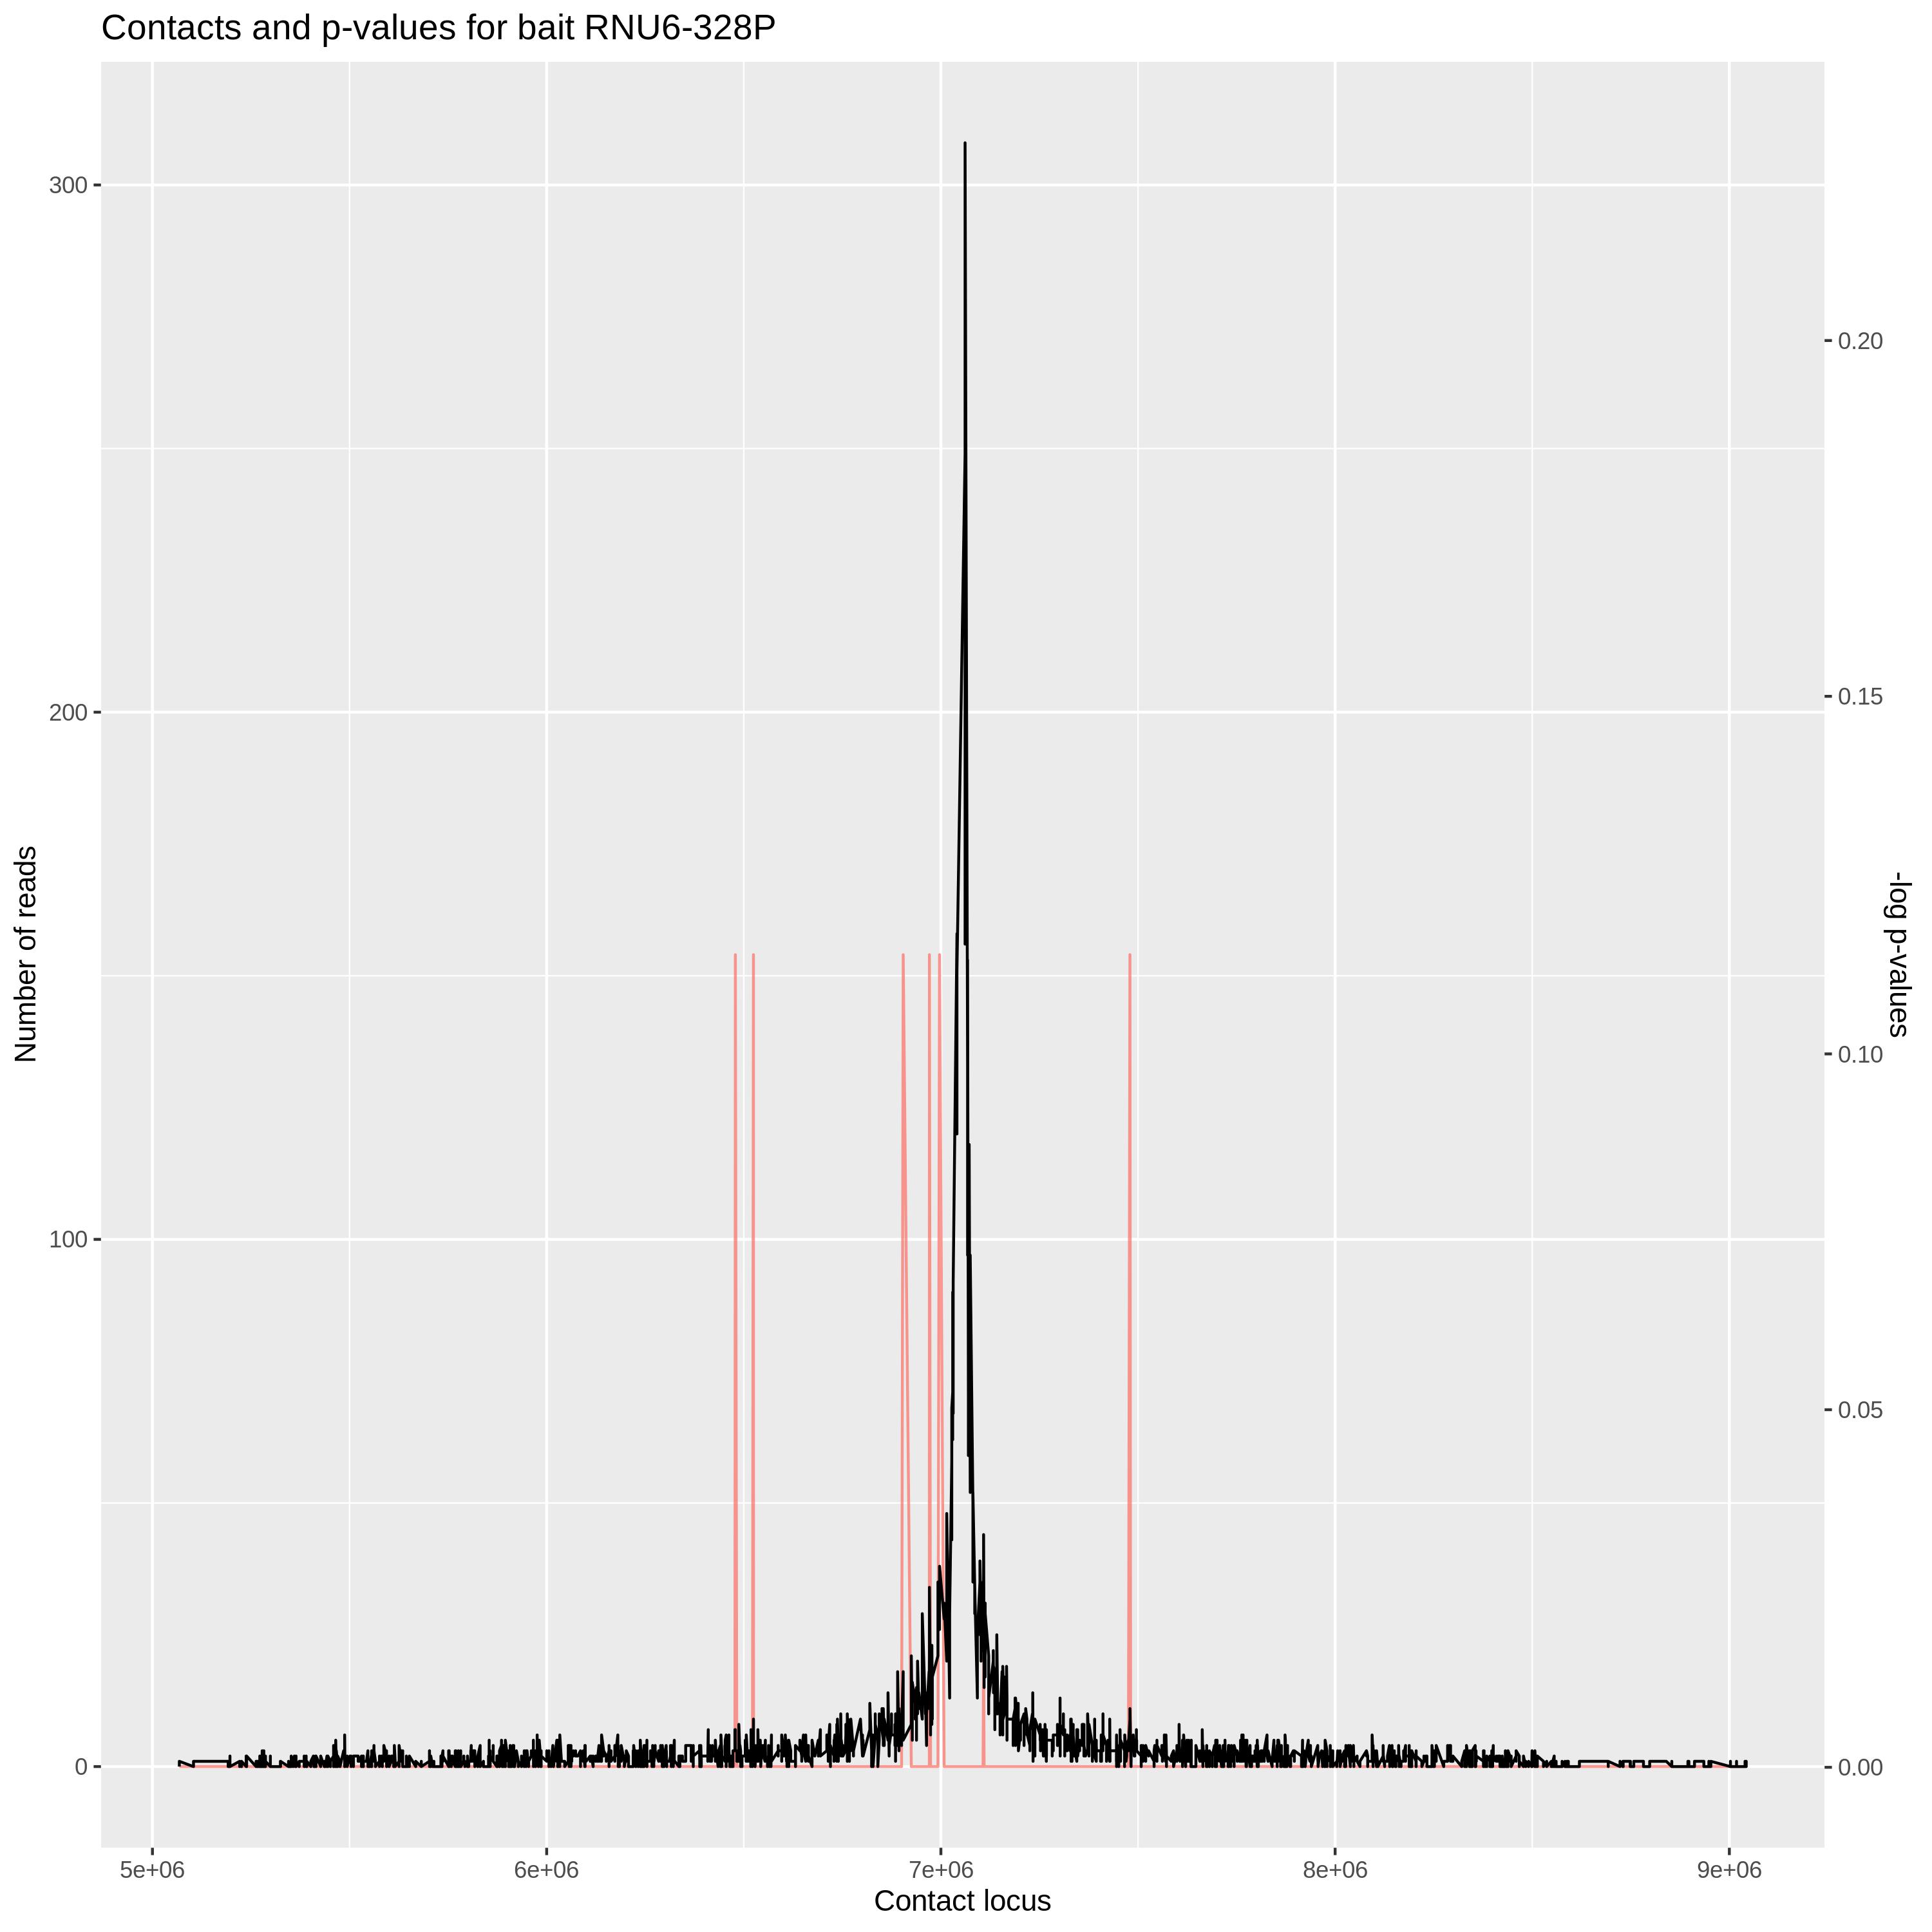 Contacts and p-values for bait RNU6-328P
300
200
100
0
Number of reads
0.20
0.15
0.10
0.05
0.00
-log p-values
5e+06
6e+06
7e+06
8e+06
9e+06
Contact locus